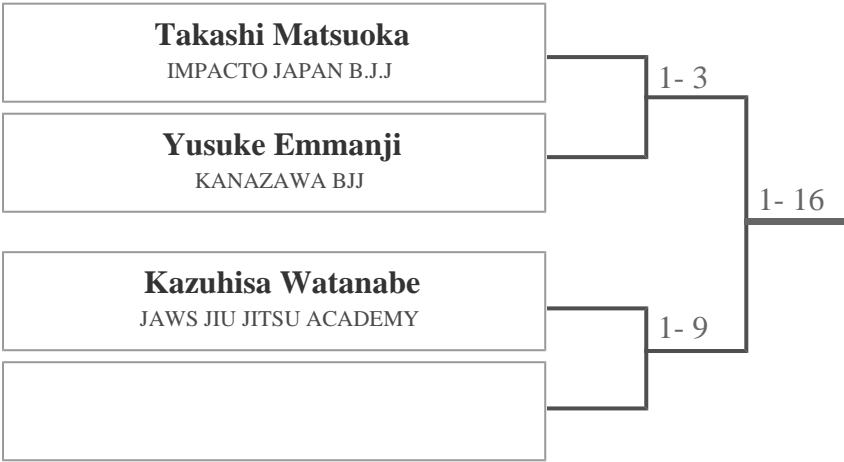 Takashi Matsuoka
IMPACTO JAPAN B.J.J
1- 3
Yusuke Emmanji
KANAZAWA BJJ
1- 16
Kazuhisa Watanabe
JAWS JIU JITSU ACADEMY
1- 9